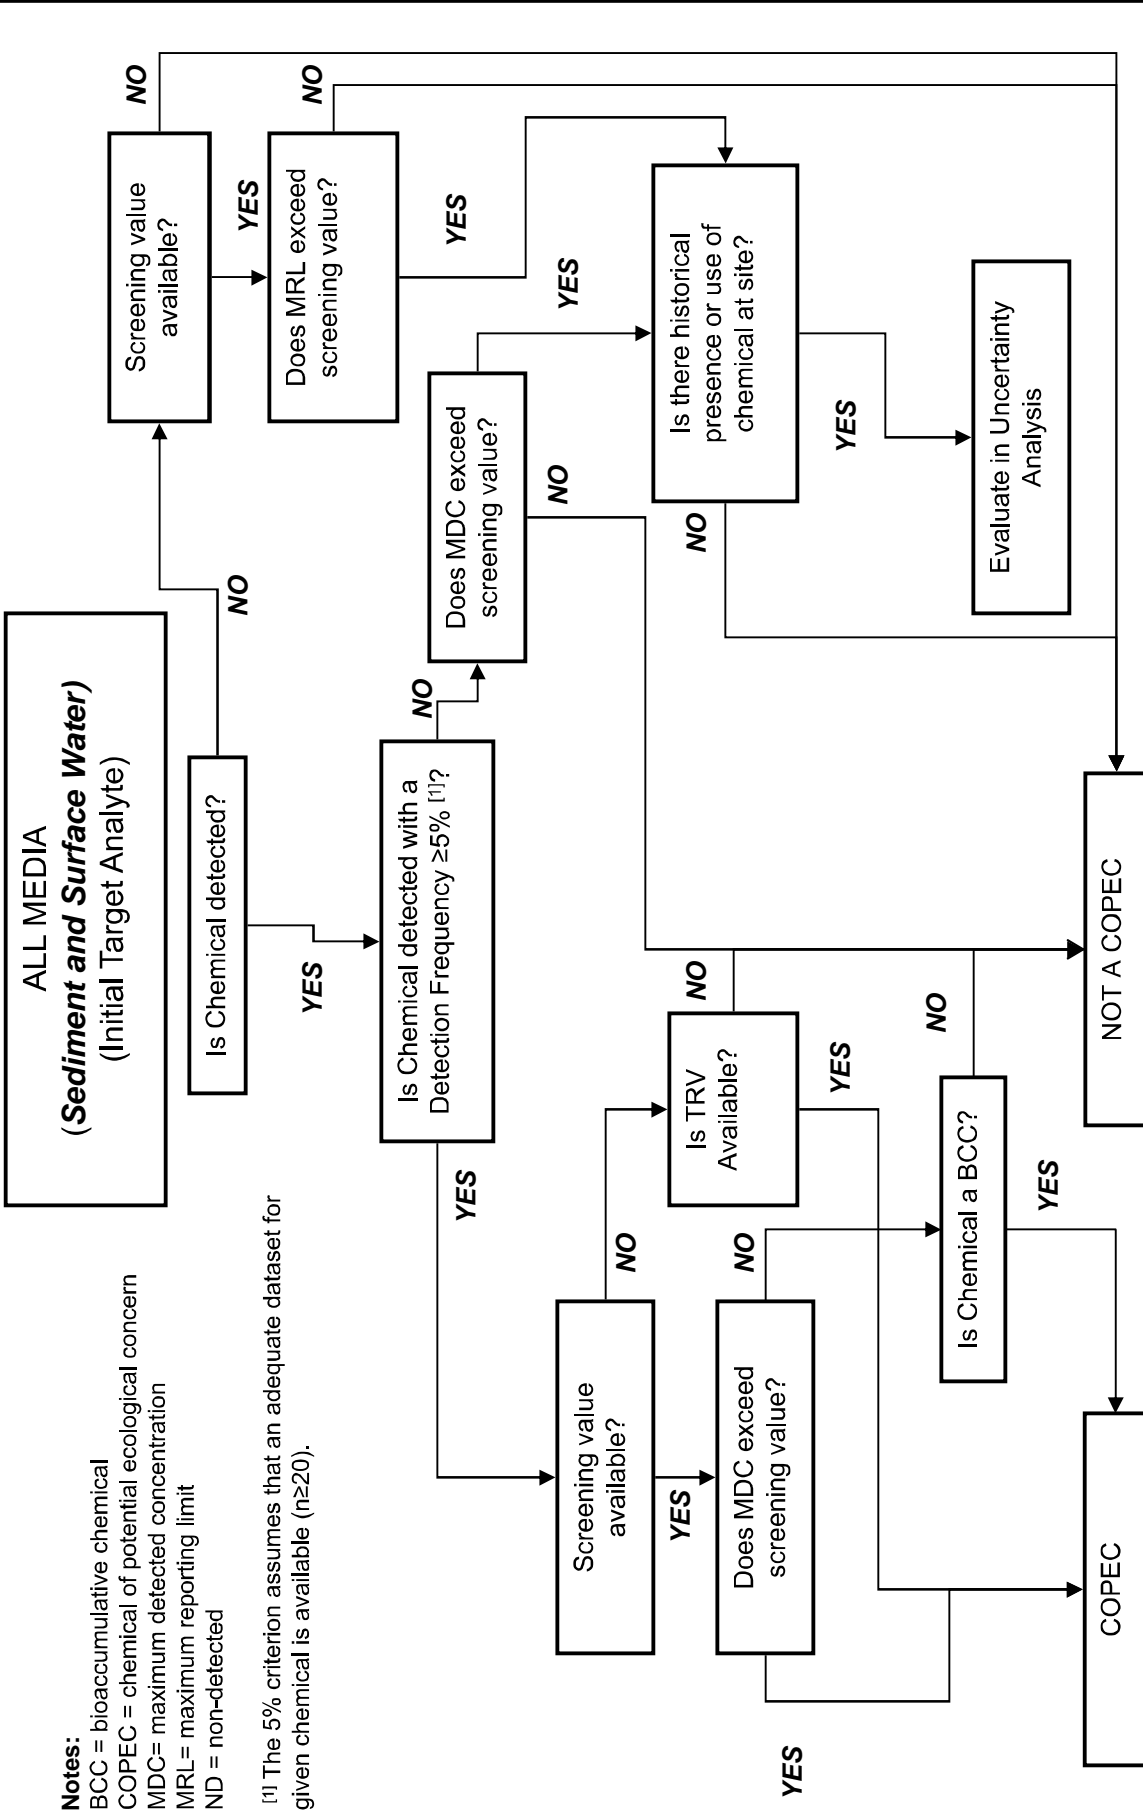 ALL MEDIA
(Sediment and Surface Water)
(Initial Target Analyte)
Notes:
BCC = bioaccumulative chemical
COPEC = chemical of potential ecological concern
MDC= maximum detected concentration
MRL= maximum reporting limit
ND = non-detected
[1] The 5% criterion assumes that an adequate dataset for
given chemical is available (n≥20).
Is Chemical detected?
NO
YES
Screening value
available?
NO
YES
Does MRL exceed
screening value?
NO
YES
Is Chemical detected with a
Detection Frequency ≥5% [1]?
NO
YES
Does MDC exceed
screening value?
YES
NO
Is there historical
presence or use of
chemical at site?
NO
YES
Evaluate in Uncertainty
Analysis
Screening value
available?
NO
YES
Is TRV
Available?
NO
YES
Does MDC exceed
screening value?
NO
YES
Is Chemical a BCC?
NO
YES
COPEC
NOT A COPEC